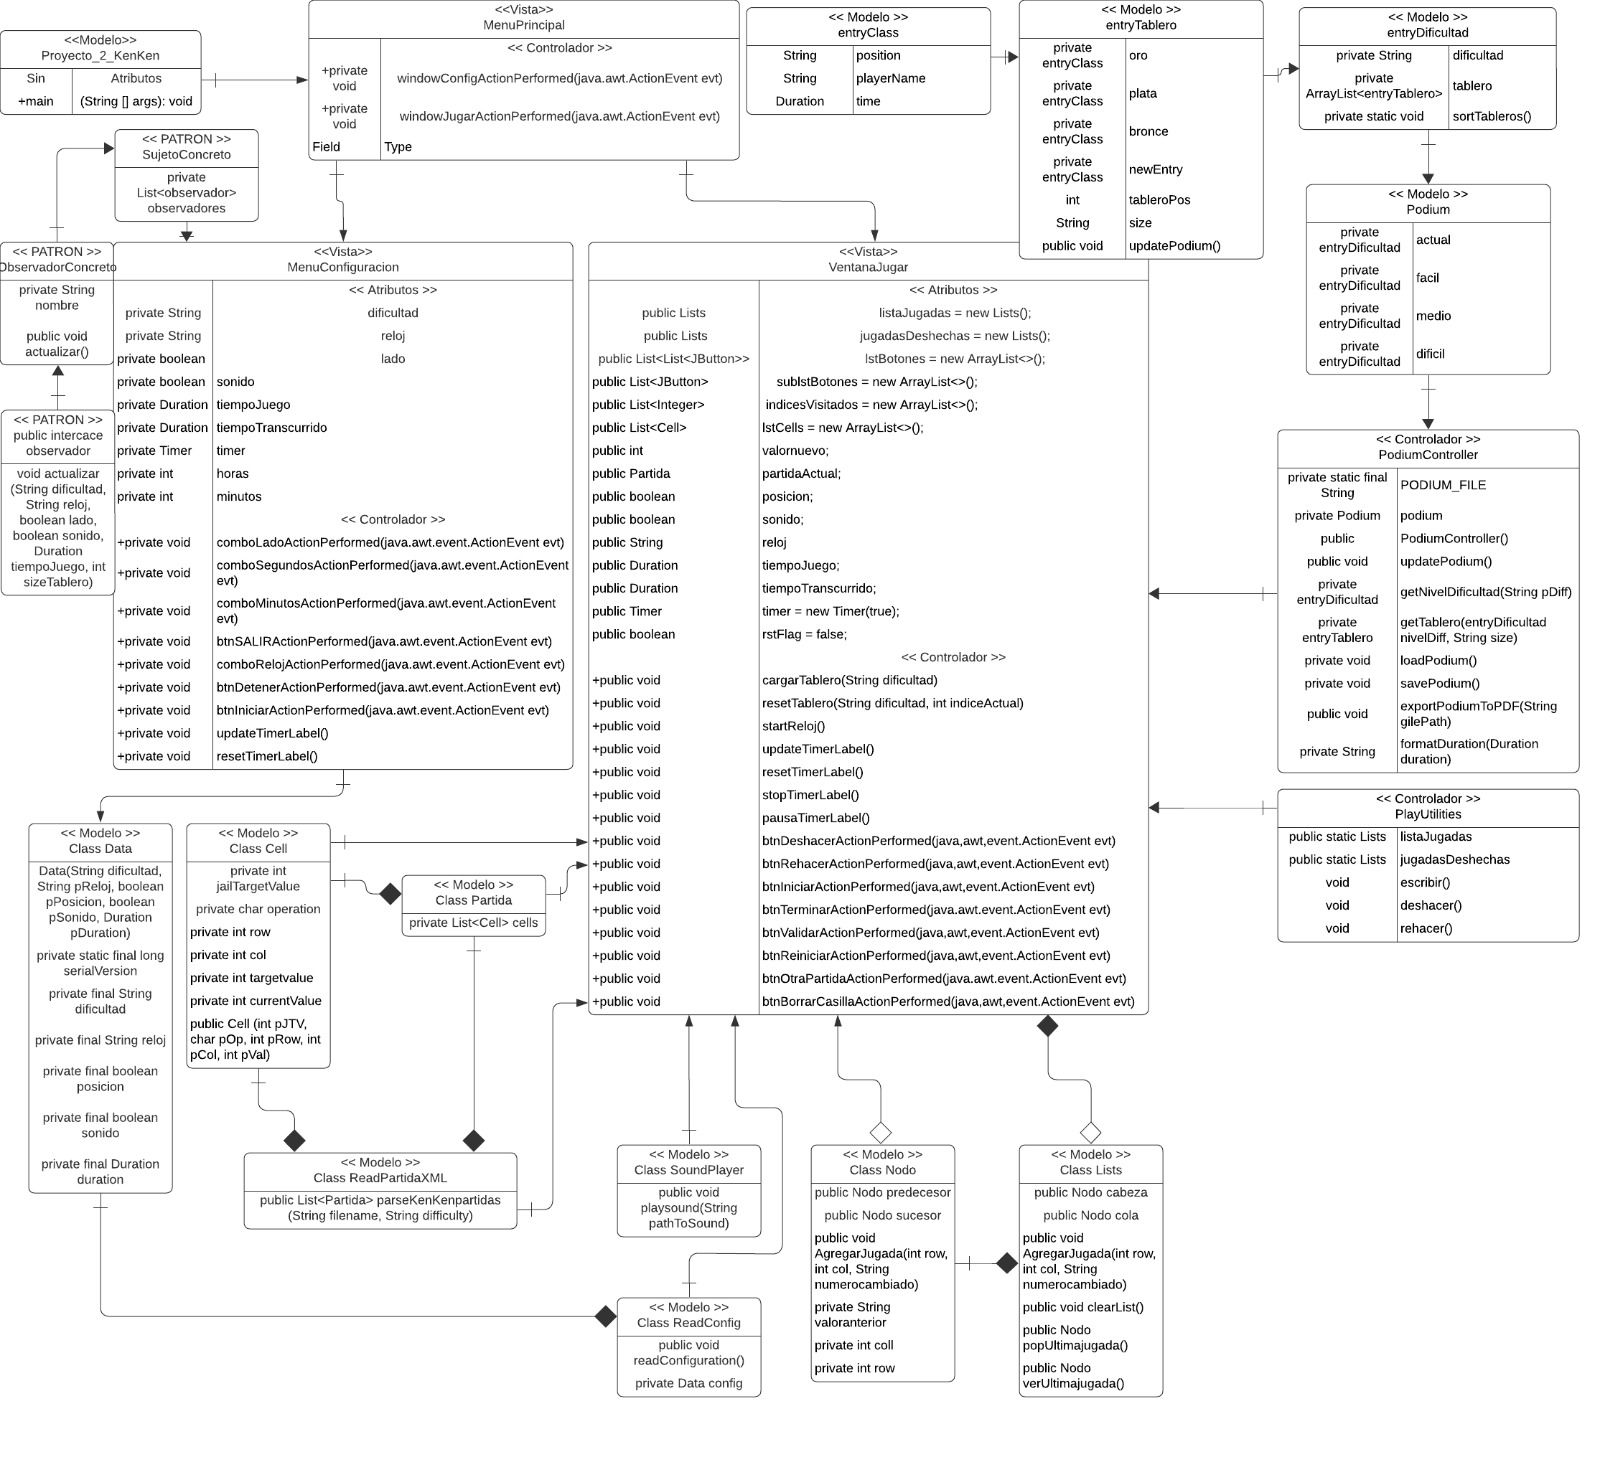 <<Modelo>>
Proyecto_2_KenKen
Sin Atributos
+main (String [] args): void
<<Vista>>
MenuPrincipal
<< Controlador >>
+private
void
windowConfigActionPerformed(java.awt.ActionEvent evt)
+private
void
windowJugarActionPerformed(java.awt.ActionEvent evt)
Field Type
<< Modelo >>
entryClass
String position
String playerName
Duration time
<< Modelo >>
entryTablero
private
entryClass
oro
private
entryClass
plata
private
entryClass
bronce
private
entryClass
newEntry
int tableroPos
String size
public void updatePodium()
<< Modelo >>
entryDificultad
private String dificultad
private
ArrayList<entryTablero>
tablero
private static void sortTableros()
<< PATRON >>
SujetoConcreto
private
List<observador>
observadores
<< PATRON >>
ObservadorConcreto
private String
nombre
public void
actualizar()
<< PATRON >>
public intercace
observador
void actualizar
(String dificultad,
String reloj,
boolean lado,
boolean sonido,
Duration
tiempoJuego, int
sizeTablero)
<<Vista>>
MenuConfiguracion
<< Atributos >>
private String dificultad
private String reloj
private boolean lado
private boolean sonido
private Duration tiempoJuego
private Duration tiempoTranscurrido
private Timer timer
private int horas
private int minutos
<< Controlador >>
+private void comboLadoActionPerformed(java.awt.event.ActionEvent evt)
+private void comboSegundosActionPerformed(java.awt.event.ActionEvent
evt)
+private void comboMinutosActionPerformed(java.awt.event.ActionEvent
evt)
+private void btnSALIRActionPerformed(java.awt.event.ActionEvent evt)
+private void comboRelojActionPerformed(java.awt.event.ActionEvent evt)
+private void btnDetenerActionPerformed(java.awt.event.ActionEvent evt)
+private void btnIniciarActionPerformed(java.awt.event.ActionEvent evt)
+private void updateTimerLabel()
+private void resetTimerLabel()
<<Vista>>
VentanaJugar
<< Atributos >>
public Lists listaJugadas = new Lists();
public Lists jugadasDeshechas = new Lists();
public List<List<JButton>> lstBotones = new ArrayList<>();
public List<JButton> sublstBotones = new ArrayList<>();
public List<Integer> indicesVisitados = new ArrayList<>();
public List<Cell> lstCells = new ArrayList<>();
public int valornuevo;
public Partida partidaActual;
public boolean posicion;
public boolean sonido;
public String reloj
public Duration tiempoJuego;
public Duration tiempoTranscurrido;
public Timer timer = new Timer(true);
public boolean rstFlag = false;
<< Controlador >>
+public void cargarTablero(String dificultad)
+public void resetTablero(String dificultad, int indiceActual)
+public void startReloj()
+public void updateTimerLabel()
+public void resetTimerLabel()
+public void stopTimerLabel()
+public void pausaTimerLabel()
+public void btnDeshacerActionPerformed(java,awt,event.ActionEvent evt)
+public void btnRehacerActionPerformed(java,awt,event.ActionEvent evt)
+public void btnIniciarActionPerformed(java,awt,event.ActionEvent evt)
+public void btnTerminarActionPerformed(java.awt.event.ActionEvent evt)
+public void btnValidarActionPerformed(java,awt,event.ActionEvent evt)
+public void btnReiniciarActionPerformed(java,awt,event.ActionEvent evt)
+public void btnOtraPartidaActionPerformed(java.awt.event.ActionEvent evt)
+public void btnBorrarCasillaActionPerformed(java,awt,event.ActionEvent evt)
<< Modelo >>
Podium
private
entryDificultad
actual
private
entryDificultad
facil
private
entryDificultad
medio
private
entryDificultad
dificil
<< Controlador >>
PodiumController
private static final
String
PODIUM_FILE
private Podium podium
public PodiumController()
public void updatePodium()
private
entryDificultad
getNivelDificultad(String pDiff)
private
entryTablero
getTablero(entryDificultad
nivelDiff, String size)
private void loadPodium()
private void savePodium()
public void
exportPodiumToPDF(String
gilePath)
private String
formatDuration(Duration
duration)
<< Controlador >>
PlayUtilities
public static Lists listaJugadas
public static Lists jugadasDeshechas
void escribir()
void deshacer()
void rehacer()
<< Modelo >>
Class Data
Data(String dificultad,
String pReloj, boolean
pPosicion, boolean
pSonido, Duration
pDuration)
private static final long
serialVersion
private final String
dificultad
private final String reloj
private final boolean
posicion
private final boolean
sonido
private final Duration
duration
<< Modelo >>
Class Cell
private int
jailTargetValue
private char operation
private int row
private int col
private int targetvalue
private int currentValue
public Cell (int pJTV,
char pOp, int pRow, int
pCol, int pVal)
<< Modelo >>
Class Partida
private List<Cell> cells
<< Modelo >>
Class ReadPartidaXML
public List<Partida> parseKenKenpartidas
(String filename, String difficulty)
<< Modelo >>
Class SoundPlayer
public void
playsound(String
pathToSound)
<< Modelo >>
Class ReadConfig
public void
readConfiguration()
private Data config
<< Modelo >>
Class Nodo
public Nodo predecesor
public Nodo sucesor
public void
AgregarJugada(int row,
int col, String
numerocambiado)
private String
valoranterior
private int coll
private int row
<< Modelo >>
Class Lists
public Nodo cabeza
public Nodo cola
public void
AgregarJugada(int row,
int col, String
numerocambiado)
public void clearList()
public Nodo
popUltimajugada()
public Nodo
verUltimajugada()